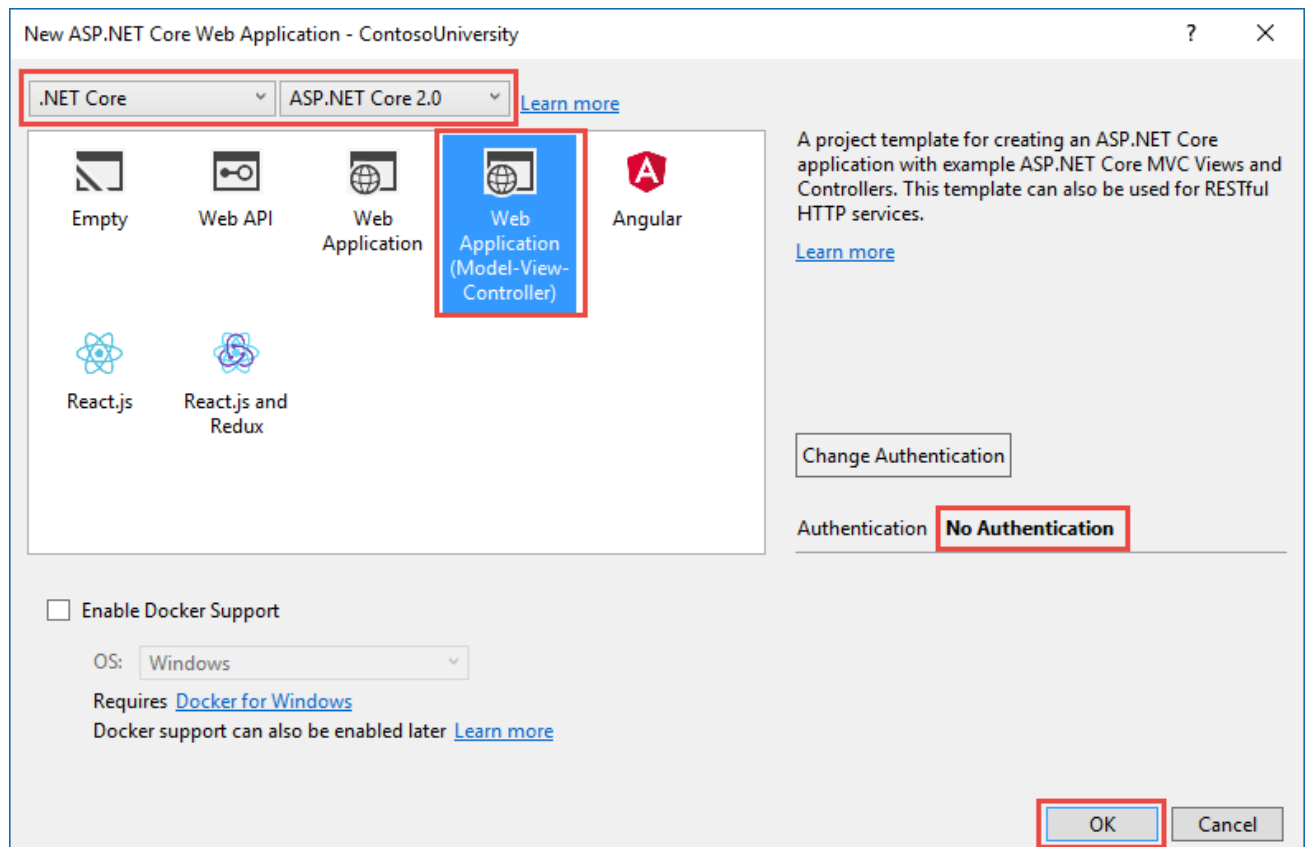 New ASP.NET Core Web Application - ContosoUniversity
.NET Core
ASP.NET Core 2.0
Learn more
Empty
Web API
Web
Application
Web
Application
(Model-View-
Controller)
Angular
React.js
React.js and
Redux
A project template for creating an ASP.NET Core
application with example ASP.NET Core MVC Views and
Controllers. This template can also be used for RESTful
HTTP services.
Learn more
Change Authentication
Authentication No Authentication
Enable Docker Support
OS: Windows
Requires Docker for Windows
Docker support can also be enabled later Learn more
OK
Cancel